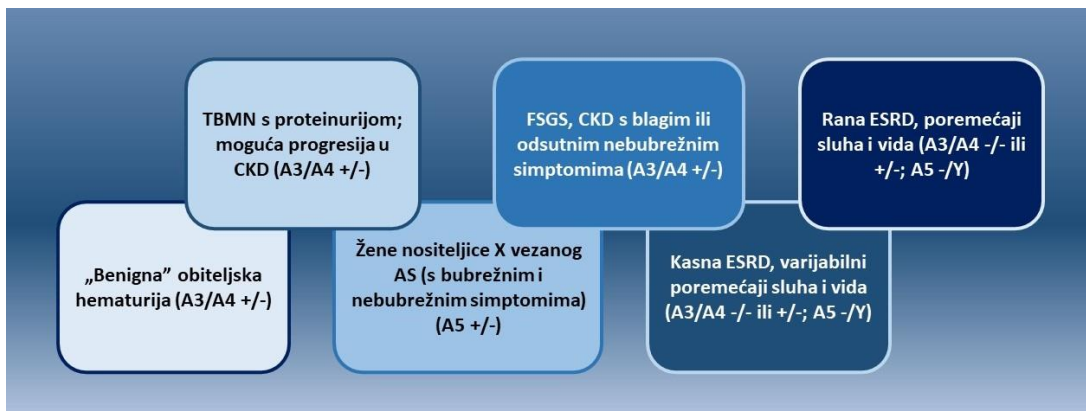 TBMN s proteinurijom;
moguća progresija u
CKD (A3/A4 +/-)
FSGS, CKD s blagim ili
odsutnim nebubrežnim
simptomima (A3/A4 +/-)
Rana ESRD, poremećaji
sluha i vida (A3/A4 -/- ili
+/-; A5 -/Y)
„Benigna” obiteljska
hematurija (A3/A4 +/-)
Žene nositeljice X vezanog
AS (s bubrežnim i
nebubrežnim simptomima)
(A5 +/-)
Kasna ESRD, varijabilni
poremećaji sluha i vida
(A3/A4 -/- ili +/-; A5 -/Y)